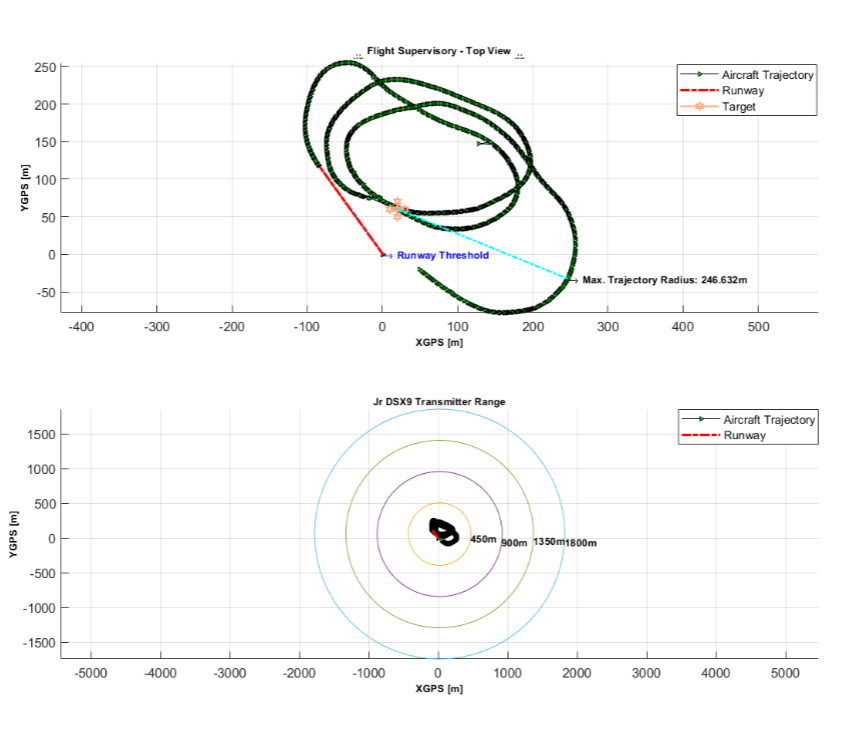 Flight Supervisory - Top View
Aircraft Trajectory
Runway
Target
250
200
150
100
50
0
-50
YGPS [m]
Runway Threshold
Max. Trajectory Radius: 246.632m
-400 -300 -200 -100 0 100 200 300 400 500
XGPS [m]
Jr DSX9 Transmitter Range
Aircraft Trajectory
Runway
1500
1000
500
0
-500
-1000
-1500
YGPS [m]
450m 900m 1350m 1800m
-5000 -4000 -3000 -2000 -1000 0 1000 2000 3000 4000 5000
XGPS [m]